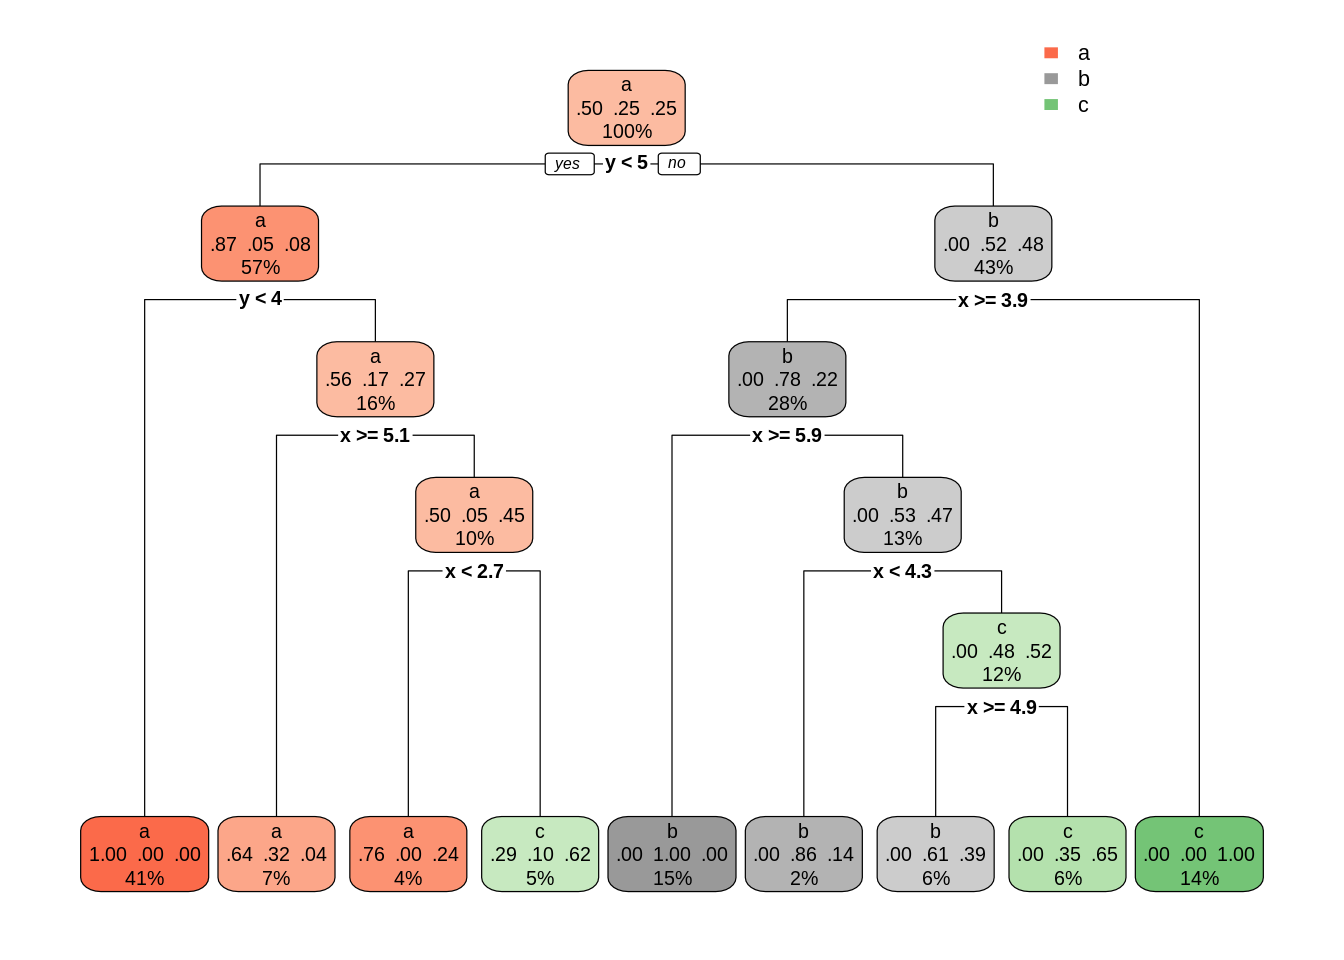 a
b
c
a
.50 .25 .25
100%
yes y < 5 no
a
.87 .05 .08
57%
b
.00 .52 .48
43%
y < 4
x >= 3.9
a
.56 .17 .27
16%
b
.00 .78 .22
28%
x >= 5.1
x >= 5.9
a
.50 .05 .45
10%
b
.00 .53 .47
13%
x < 2.7
x < 4.3
c
.00 .48 .52
12%
x >= 4.9
a
1.00 .00 .00
41%
a
.64 .32 .04
7%
a
.76 .00 .24
4%
c
.29 .10 .62
5%
b
.00 1.00 .00
15%
b
.00 .86 .14
2%
b
.00 .61 .39
6%
c
.00 .35 .65
6%
c
.00 .00 1.00
14%